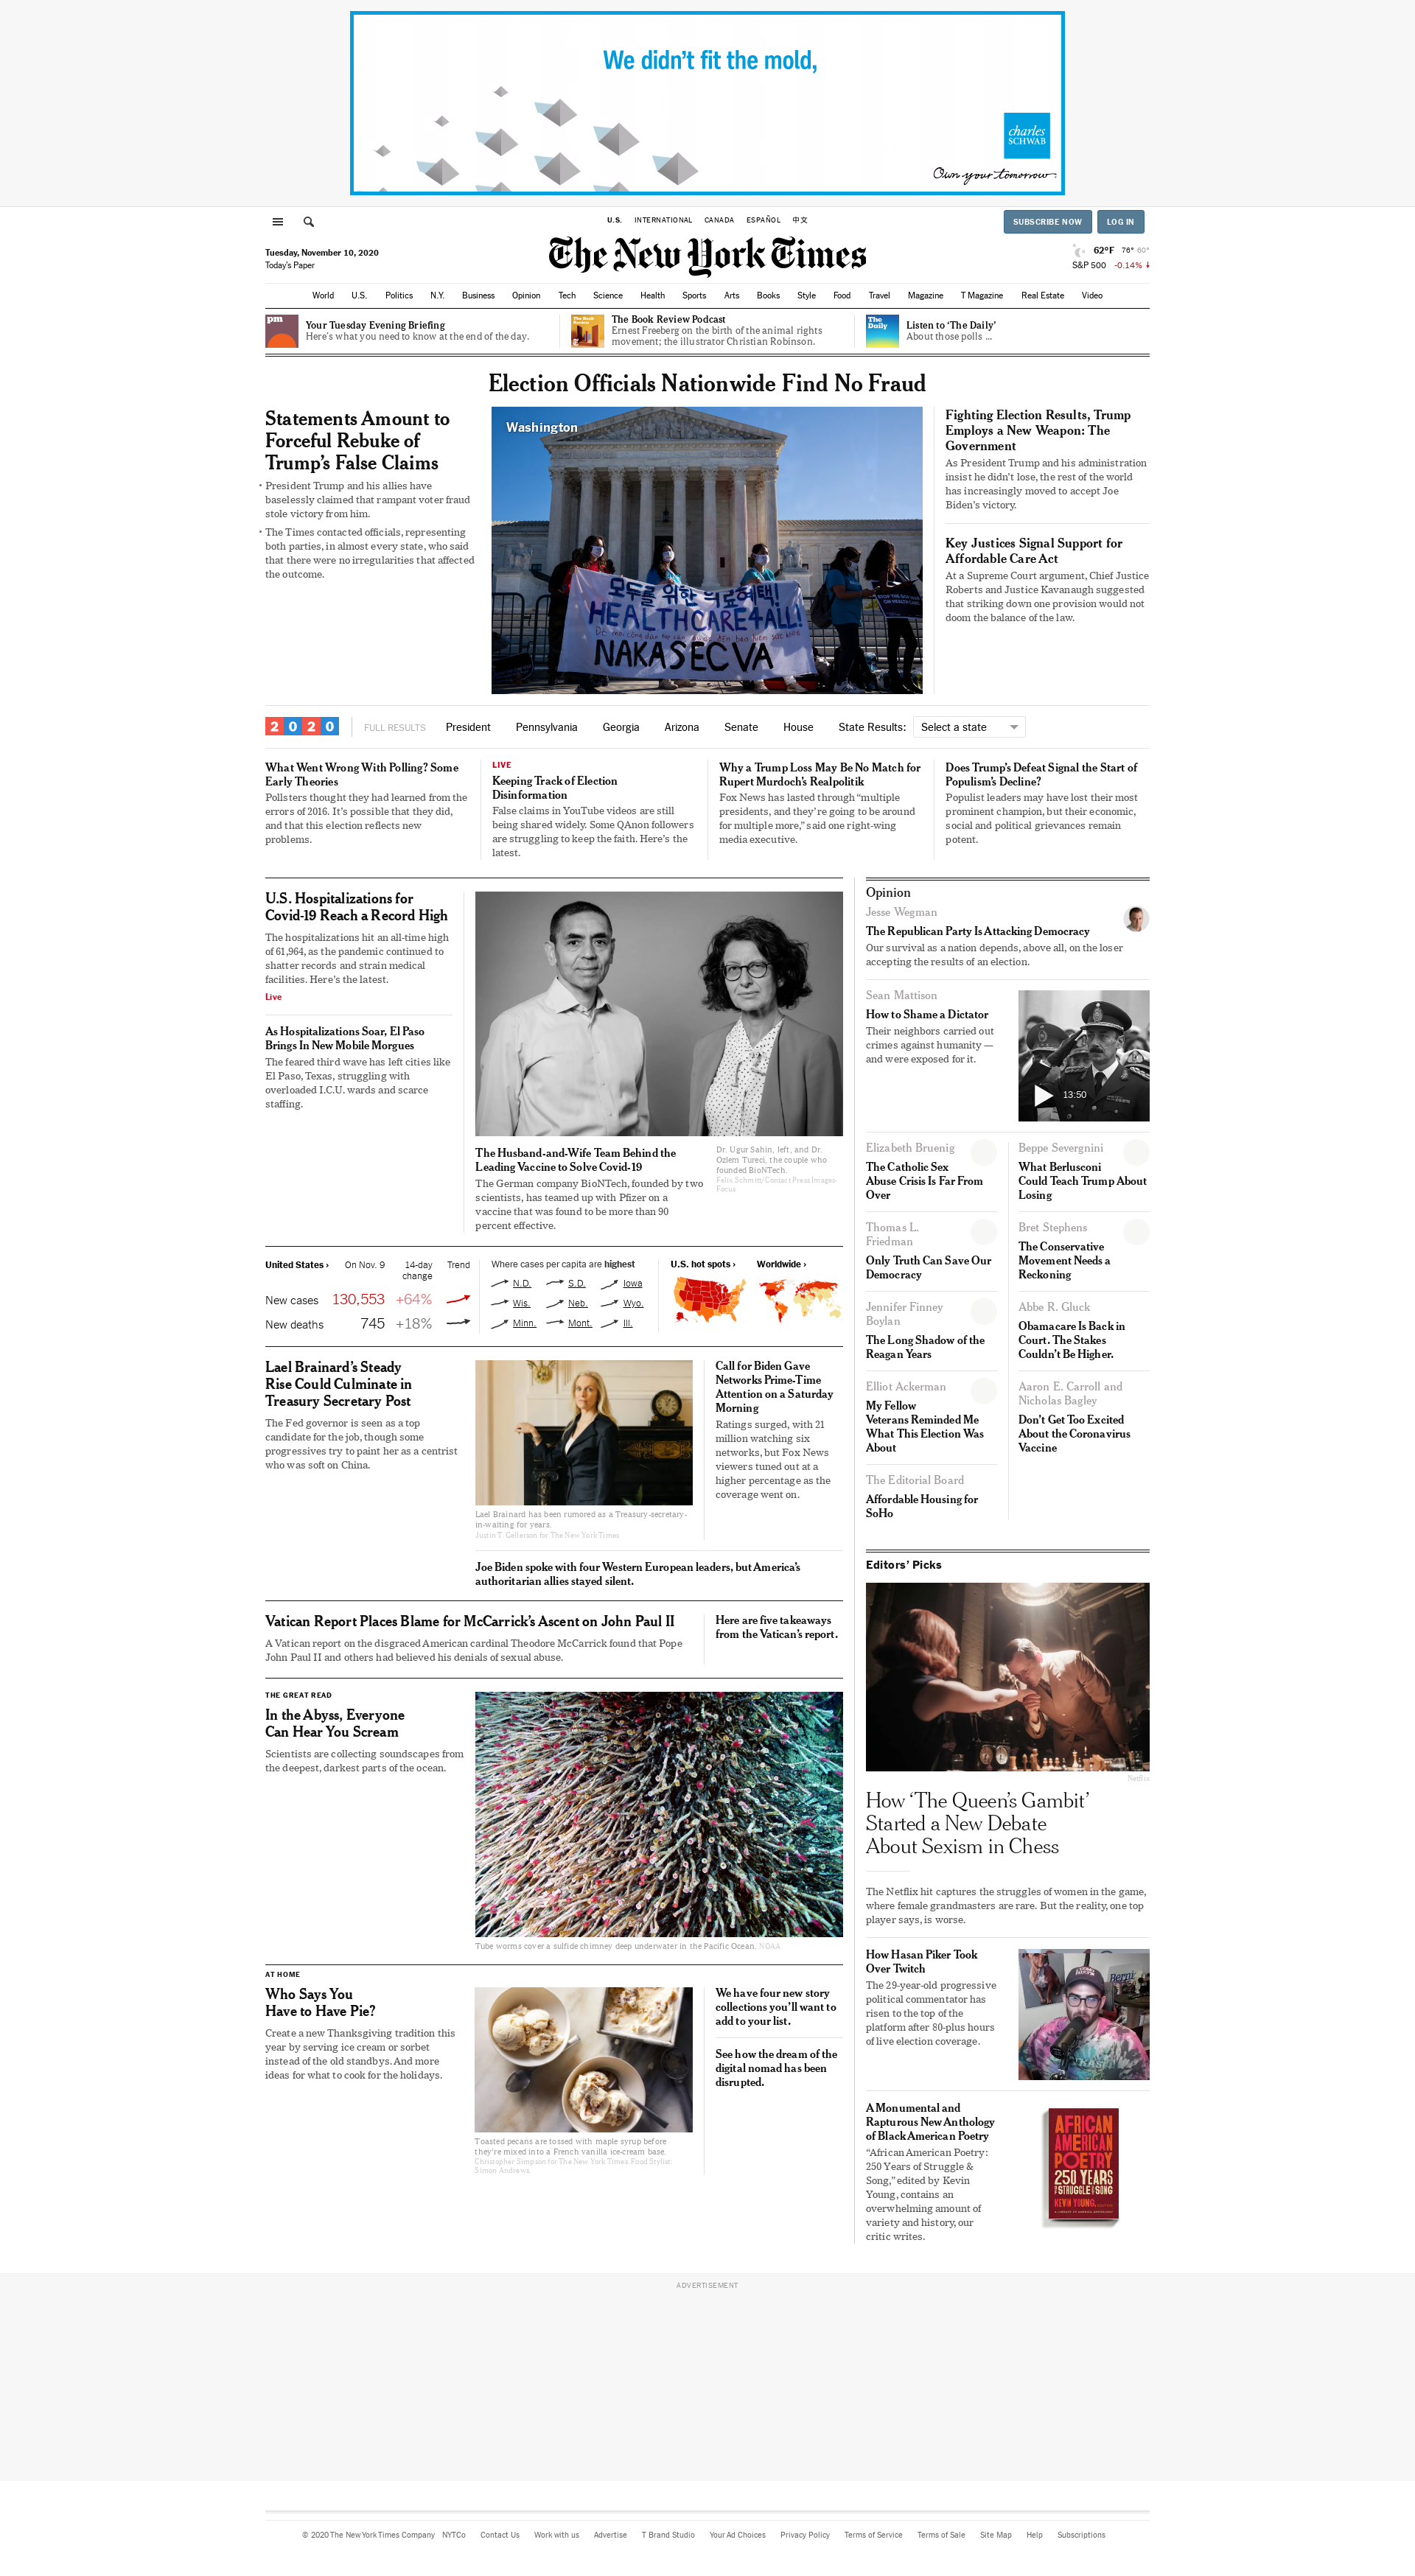 We didn't fit the mold,
charles
SCHWAB
Own your tomorrow
U.S. INTERNATIONAL CANADA ESPAÑOL 中文
SUBSCRIBE NOW LOG IN
Tuesday, November 10, 2020
Today's Paper
The New York Times
62°F 76° 60°
S&P 500 -0.14%
World U.S. Politics N.Y. Business Opinion Tech Science Health Sports Arts Books Style Food Travel Magazine T Magazine Real Estate Video
pm
Your Tuesday Evening Briefing
Here's what you need to know at the end of the day.
The Book Review
The Book Review Podcast
Ernest Freeberg on the birth of the animal rights
movement; the illustrator Christian Robinson.
The Daily
Listen to ‘The Daily’
About those polls ...
Election Officials Nationwide Find No Fraud
Statements Amount to
Forceful Rebuke of
Trump’s False Claims
• President Trump and his allies have
baselessly claimed that rampant voter fraud
stole victory from him.
• The Times contacted officials, representing
both parties, in almost every state, who said
that there were no irregularities that affected
the outcome.
Washington
모두를 위한 의료혜택!
HEALTHCARE4ALL!
NAKASECVA
Fighting Election Results, Trump
Employs a New Weapon: The
Government
As President Trump and his administration
insist he didn’t lose, the rest of the world
has increasingly moved to accept Joe
Biden’s victory.
Key Justices Signal Support for
Affordable Care Act
At a Supreme Court argument, Chief Justice
Roberts and Justice Kavanaugh suggested
that striking down one provision would not
doom the balance of the law.
2020 FULL RESULTS President Pennsylvania Georgia Arizona Senate House State Results: Select a state
What Went Wrong With Polling? Some
Early Theories
Pollsters thought they had learned from the
errors of 2016. It’s possible that they did,
and that this election reflects new
problems.
LIVE
Keeping Track of Election
Disinformation
False claims in YouTube videos are still
being shared widely. Some QAnon followers
are struggling to keep the faith. Here’s the
latest.
Why a Trump Loss May Be No Match for
Rupert Murdoch’s Realpolitik
Fox News has lasted through “multiple
presidents, and they’re going to be around
for multiple more,” said one right-wing
media executive.
Does Trump’s Defeat Signal the Start of
Populism’s Decline?
Populist leaders may have lost their most
prominent champion, but their economic,
social and political grievances remain
potent.
U.S. Hospitalizations for
Covid-19 Reach a Record High
The hospitalizations hit an all-time high
of 61,964, as the pandemic continued to
shatter records and strain medical
facilities. Here’s the latest.
Live
As Hospitalizations Soar, El Paso
Brings In New Mobile Morgues
The feared third wave has left cities like
El Paso, Texas, struggling with
overloaded I.C.U. wards and scarce
staffing.
The Husband-and-Wife Team Behind the
Leading Vaccine to Solve Covid-19
The German company BioNTech, founded by two
scientists, has teamed up with Pfizer on a
vaccine that was found to be more than 90
percent effective.
Dr. Ugur Sahin, left, and Dr.
Ozlem Tureci, the couple who
founded BioNTech.
Felix Schmitt/Contact Press Images-
Focus
United States › On Nov. 9 14-day
change Trend
New cases 130,553 +64%
New deaths 745 +18%
Where cases per capita are highest
N.D. S.D. Iowa
Wis. Neb. Wyo.
Minn. Mont. Ill.
U.S. hot spots › Worldwide ›
Lael Brainard’s Steady
Rise Could Culminate in
Treasury Secretary Post
The Fed governor is seen as a top
candidate for the job, though some
progressives try to paint her as a centrist
who was soft on China.
Lael Brainard has been rumored as a Treasury-secretary-
in-waiting for years.
Justin T. Gellerson for The New York Times
Call for Biden Gave
Networks Prime-Time
Attention on a Saturday
Morning
Ratings surged, with 21
million watching six
networks, but Fox News
viewers tuned out at a
higher percentage as the
coverage went on.
Joe Biden spoke with four Western European leaders, but America’s
authoritarian allies stayed silent.
Vatican Report Places Blame for McCarrick’s Ascent on John Paul II
A Vatican report on the disgraced American cardinal Theodore McCarrick found that Pope
John Paul II and others had believed his denials of sexual abuse.
Here are five takeaways
from the Vatican’s report.
THE GREAT READ
In the Abyss, Everyone
Can Hear You Scream
Scientists are collecting soundscapes from
the deepest, darkest parts of the ocean.
Tube worms cover a sulfide chimney deep underwater in the Pacific Ocean. NOAA
AT HOME
Who Says You
Have to Have Pie?
Create a new Thanksgiving tradition this
year by serving ice cream or sorbet
instead of the old standbys. And more
ideas for what to cook for the holidays.
Toasted pecans are tossed with maple syrup before
they’re mixed into a French vanilla ice-cream base.
Christopher Simpson for The New York Times. Food Stylist:
Simon Andrews.
We have four new story
collections you’ll want to
add to your list.
See how the dream of the
digital nomad has been
disrupted.
Opinion
Jesse Wegman
The Republican Party Is Attacking Democracy
Our survival as a nation depends, above all, on the loser
accepting the results of an election.
Sean Mattison
How to Shame a Dictator
Their neighbors carried out
crimes against humanity —
and were exposed for it.
13:50
Elizabeth Bruenig
The Catholic Sex
Abuse Crisis Is Far From
Over
Beppe Severgnini
What Berlusconi
Could Teach Trump About
Losing
Thomas L.
Friedman
Only Truth Can Save Our
Democracy
Bret Stephens
The Conservative
Movement Needs a
Reckoning
Jennifer Finney
Boylan
The Long Shadow of the
Reagan Years
Abbe R. Gluck
Obamacare Is Back in
Court. The Stakes
Couldn’t Be Higher.
Elliot Ackerman
My Fellow
Veterans Reminded Me
What This Election Was
About
Aaron E. Carroll and
Nicholas Bagley
Don’t Get Too Excited
About the Coronavirus
Vaccine
The Editorial Board
Affordable Housing for
SoHo
Editors’ Picks
Netflix
How ‘The Queen’s Gambit’
Started a New Debate
About Sexism in Chess
The Netflix hit captures the struggles of women in the game,
where female grandmasters are rare. But the reality, one top
player says, is worse.
How Hasan Piker Took
Over Twitch
The 29-year-old progressive
political commentator has
risen to the top of the
platform after 80-plus hours
of live election coverage.
Berni
A Monumental and
Rapturous New Anthology
of Black American Poetry
“African American Poetry:
250 Years of Struggle &
Song,” edited by Kevin
Young, contains an
overwhelming amount of
variety and history, our
critic writes.
AFRICAN
AMERICAN
POETRY
250 YEARS
OF STRUGGLE & SONG
KEVIN YOUNG, EDITOR
ADVERTISEMENT
© 2020 The New York Times Company NYTCo Contact Us Work with us Advertise T Brand Studio Your Ad Choices Privacy Policy Terms of Service Terms of Sale Site Map Help Subscriptions